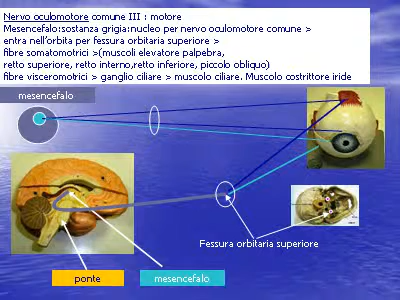 Nervo oculomotore comune III : motore
Mesencefalo:sostanza grigia:nucleo per nervo oculomotore comune >
entra nell'orbita per fessura orbitaria superiore >
fibre somatomotrici >(muscoli elevatore palpebra,
retto superiore, retto interno,retto inferiore, piccolo obliquo)
fibre visceromotrici > ganglio ciliare > muscolo ciliare. Muscolo costrittore iride
mesencefalo
Fessura orbitaria superiore
ponte
mesencefalo